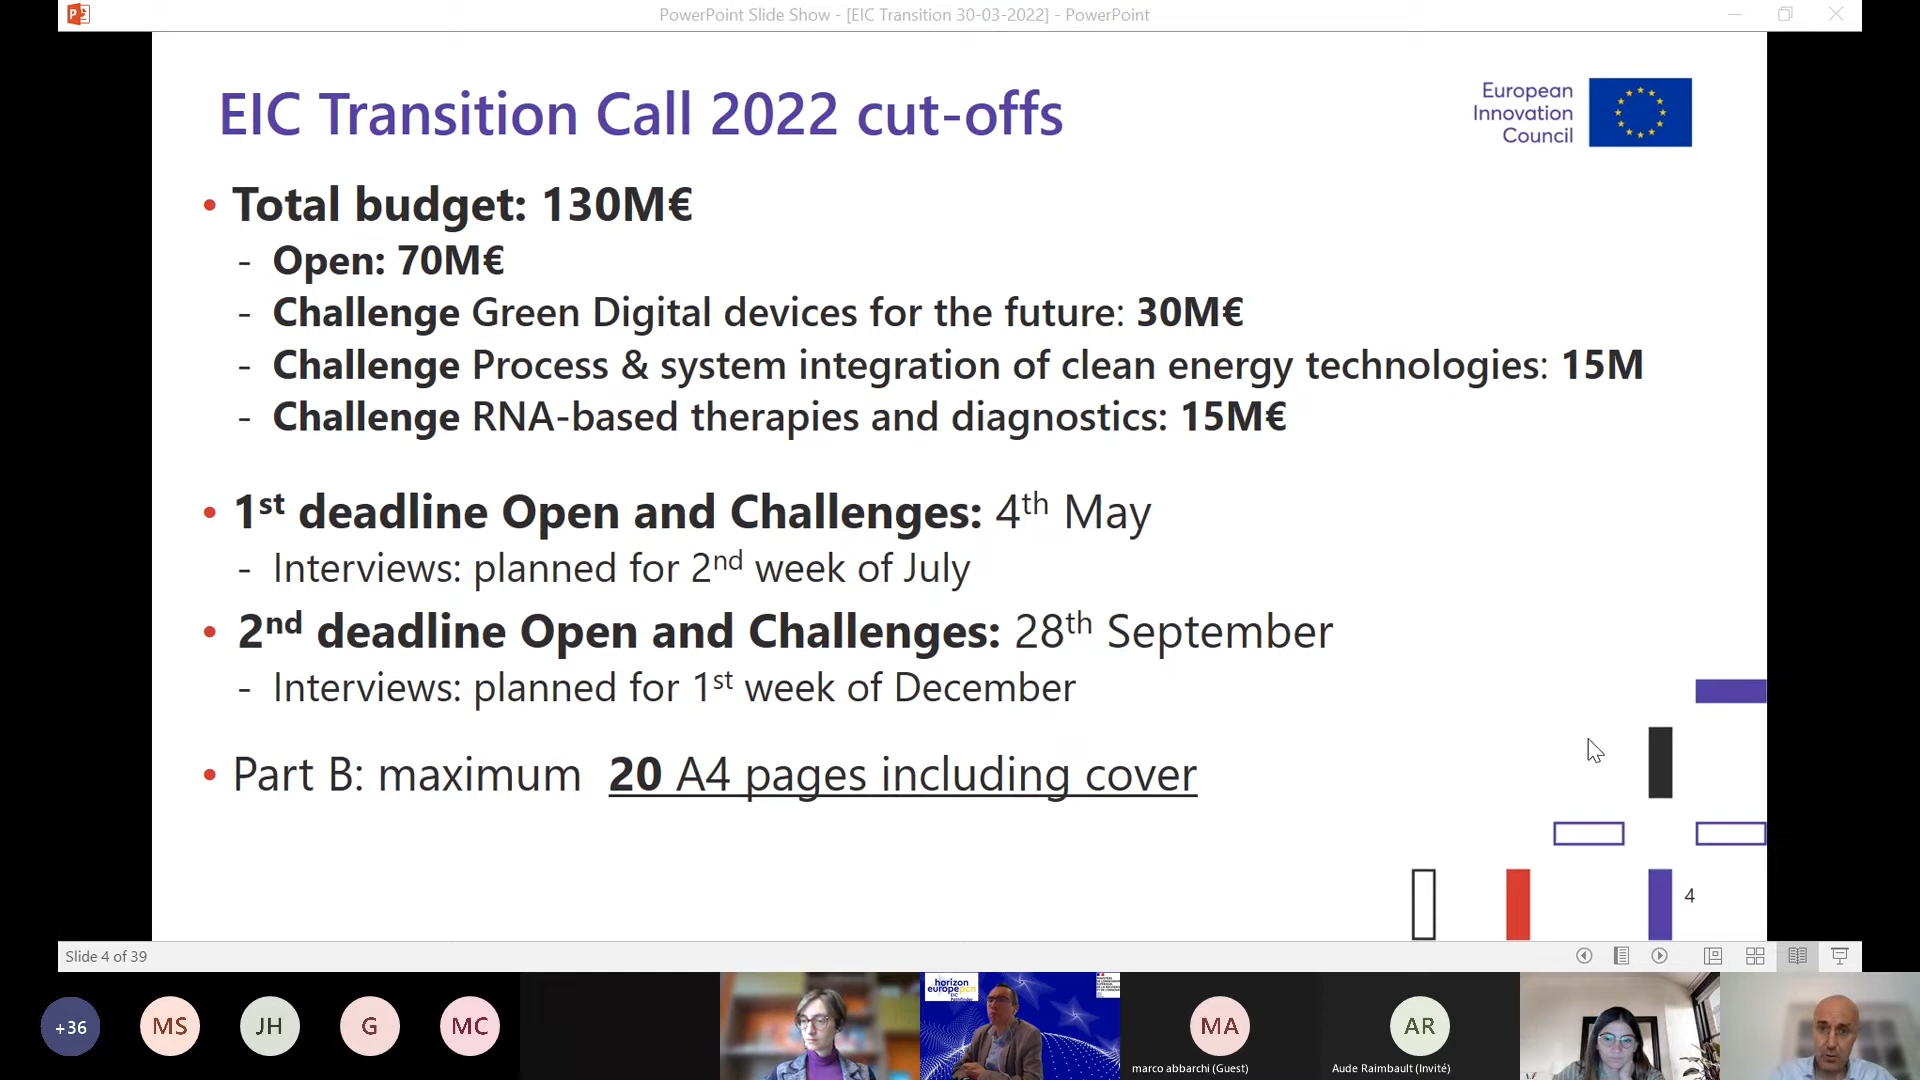 PowerPoint Slide Show - [EIC Transition 30-03-2022] - PowerPoint
EIC Transition Call 2022 cut-offs
European
Innovation
Council
• Total budget: 130M€
- Open: 70M€
- Challenge Green Digital devices for the future: 30M€
- Challenge Process & system integration of clean energy technologies: 15M
- Challenge RNA-based therapies and diagnostics: 15M€
• 1st deadline Open and Challenges: 4th May
- Interviews: planned for 2nd week of July
• 2nd deadline Open and Challenges: 28th September
- Interviews: planned for 1st week of December
• Part B: maximum 20 A4 pages including cover
4
Slide 4 of 39
+36
MS
JH
G
MC
horizon
europe pcn
EIC
Pathfinder
MA
marco abbarchi (Guest)
AR
Aude Raimbault (Invité)